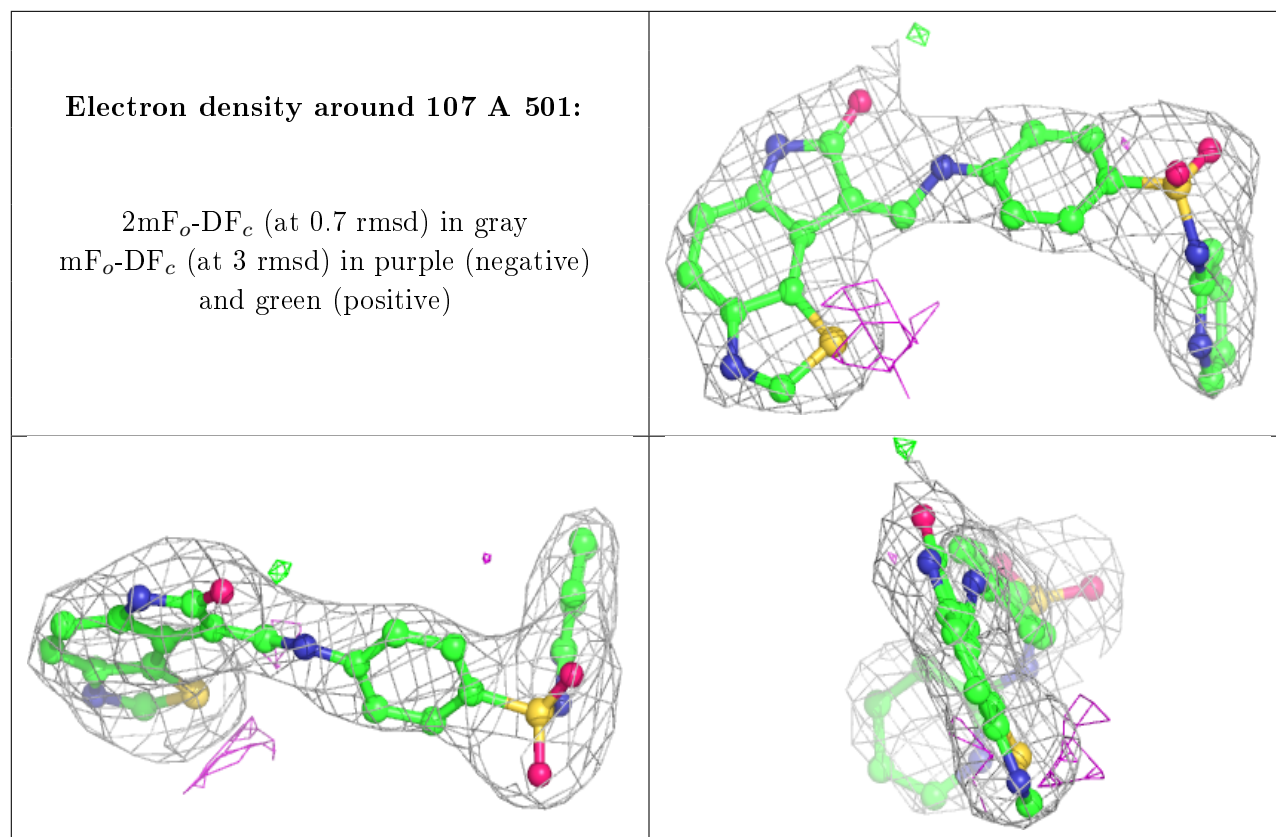 Electron density around 107 A 501:
2mFo-DFc (at 0.7 rmsd) in gray
mFo-DFc (at 3 rmsd) in purple (negative)
and green (positive)